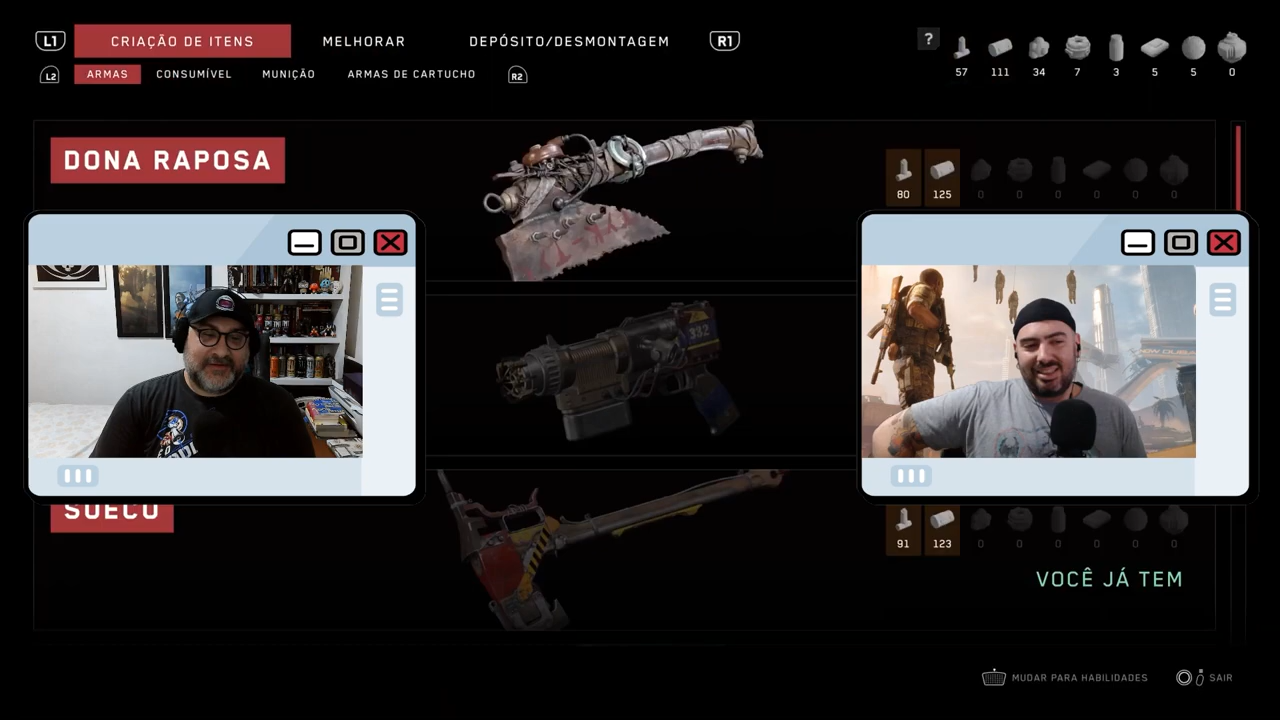 L1 CRIAÇÃO DE ITENS MELHORAR DEPÓSITO/DESMONTAGEM R1
L2 ARMAS CONSUMÍVEL MUNIÇÃO ARMAS DE CARTUCHO R2
?
57 111 34 7 3 5 5 0
DONA RAPOSA
80 125 0 0 0 0 0 0
332
SUECO
91 123 0 0 0 0 0 0
VOCÊ JÁ TEM
MUDAR PARA HABILIDADES SAIR